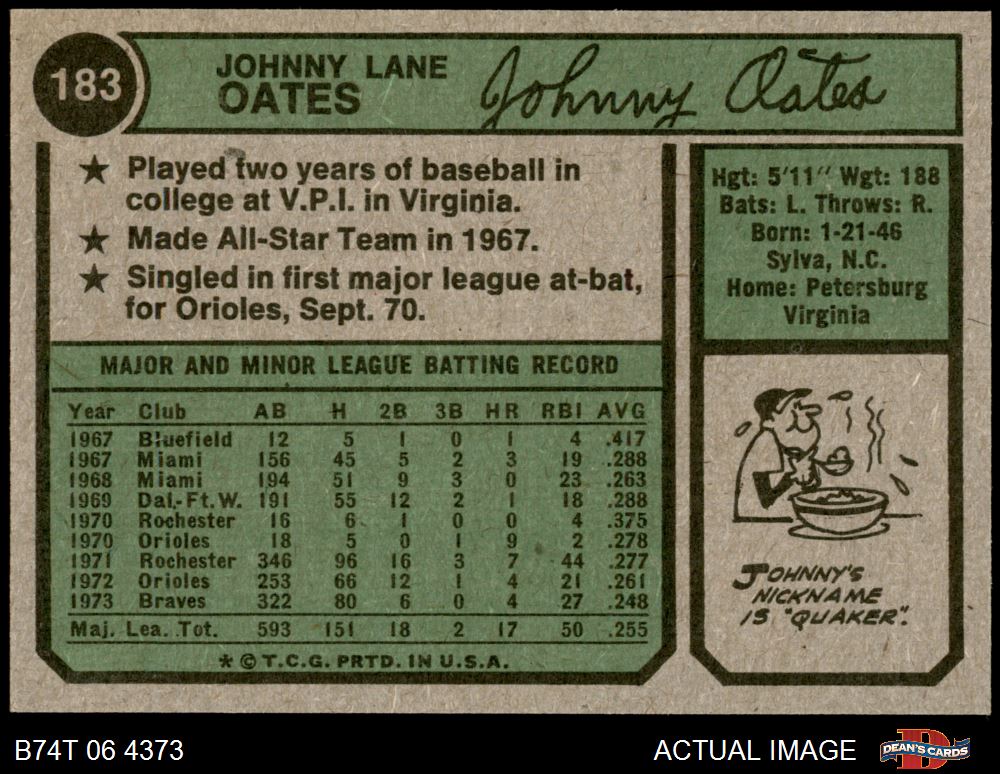 183
JOHNNY LANE
OATES
Johnny Oates
★ Played two years of baseball in
college at V.P.I. in Virginia.
★ Made All-Star Team in 1967.
★ Singled in first major league at-bat,
for Orioles, Sept. 70.
Hgt: 5'11" Wgt: 188
Bats: L. Throws: R.
Born: 1-21-46
Sylva, N.C.
Home: Petersburg
Virginia
MAJOR AND MINOR LEAGUE BATTING RECORD
Year Club AB H 2B 3B HR RBI AVG
1967 Bluefield 12 5 1 0 1 4 .417
1967 Miami 156 45 5 2 3 19 .288
1968 Miami 194 51 9 3 0 23 .263
1969 Dal.-Ft.W. 191 55 12 2 1 18 .288
1970 Rochester 16 6 1 0 0 4 .375
1970 Orioles 18 5 0 1 9 2 .278
1971 Rochester 346 96 16 3 7 44 .277
1972 Orioles 253 66 12 1 4 21 .261
1973 Braves 322 80 6 0 4 27 .248
Maj. Lea. Tot. 593 151 18 2 17 50 .255
* © T.C.G. PRTD. IN U.S.A.
JOHNNY'S
NICKNAME
IS "QUAKER".
B74T 06 4373
ACTUAL IMAGE
DEAN'S CARDS